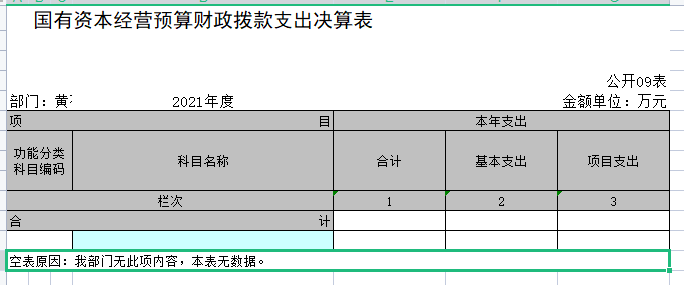 国有资本经营预算财政拨款支出决算表
公开09表
部门：黄 2021年度 金额单位：万元
项 目 本年支出
功能分类科目编码 科目名称 合计 基本支出 项目支出
栏次 1 2 3
合 计
空表原因：我部门无此项内容，本表无数据。